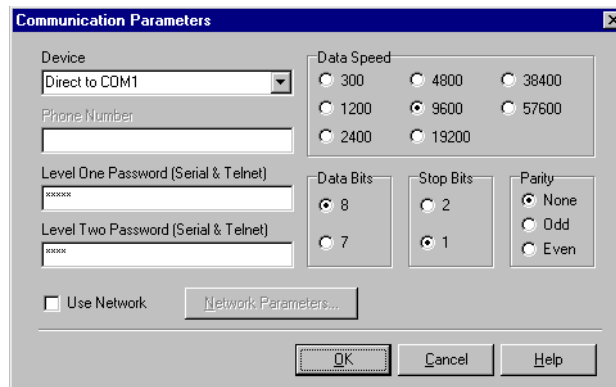 Communication Parameters
Device
Direct to COM1
Phone Number
Level One Password (Serial & Telnet)
*****
Level Two Password (Serial & Telnet)
****
Data Speed
300 4800 38400
1200 9600 57600
2400 19200
Data Bits
8
7
Stop Bits
2
1
Parity
None
Odd
Even
Use Network
Network Parameters...
OK Cancel Help